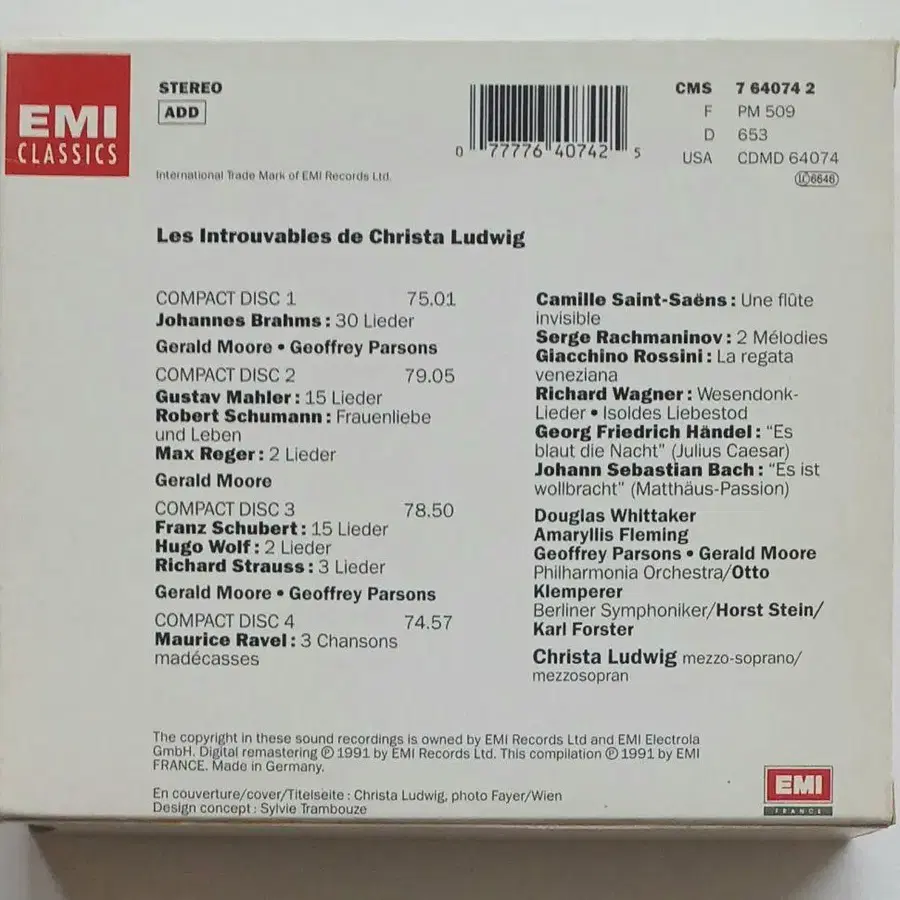 EMI
CLASSICS
STEREO
ADD
International Trade Mark of EMI Records Ltd.
0 77776 40742 5
CMS 7 64074 2
F PM 509
D 653
USA CDMD 64074
LC 6646
Les Introuvables de Christa Ludwig
COMPACT DISC 1 75.01
Johannes Brahms : 30 Lieder
Gerald Moore • Geoffrey Parsons
COMPACT DISC 2 79.05
Gustav Mahler : 15 Lieder
Robert Schumann : Frauenliebe
und Leben
Max Reger : 2 Lieder
Gerald Moore
COMPACT DISC 3 78.50
Franz Schubert : 15 Lieder
Hugo Wolf : 2 Lieder
Richard Strauss : 3 Lieder
Gerald Moore • Geoffrey Parsons
COMPACT DISC 4 74.57
Maurice Ravel : 3 Chansons
madécasses
Camille Saint-Saëns : Une flûte
invisible
Serge Rachmaninov : 2 Mélodies
Giacchino Rossini : La regata
veneziana
Richard Wagner : Wesendonk-
Lieder • Isoldes Liebestod
Georg Friedrich Händel : "Es
blaut die Nacht" (Julius Caesar)
Johann Sebastian Bach : "Es ist
wollbracht" (Matthäus-Passion)
Douglas Whittaker
Amaryllis Fleming
Geoffrey Parsons • Gerald Moore
Philharmonia Orchestra/Otto
Klemperer
Berliner Symphoniker/Horst Stein/
Karl Forster
Christa Ludwig mezzo-soprano/
mezzosopran
The copyright in these sound recordings is owned by EMI Records Ltd and EMI Electrola
GmbH. Digital remastering ℗ 1991 by EMI Records Ltd. This compilation ℗ 1991 by EMI
FRANCE. Made in Germany.
En couverture/cover/Titelseite : Christa Ludwig, photo Fayer/Wien
Design concept : Sylvie Trambouze
EMI
FRANCE